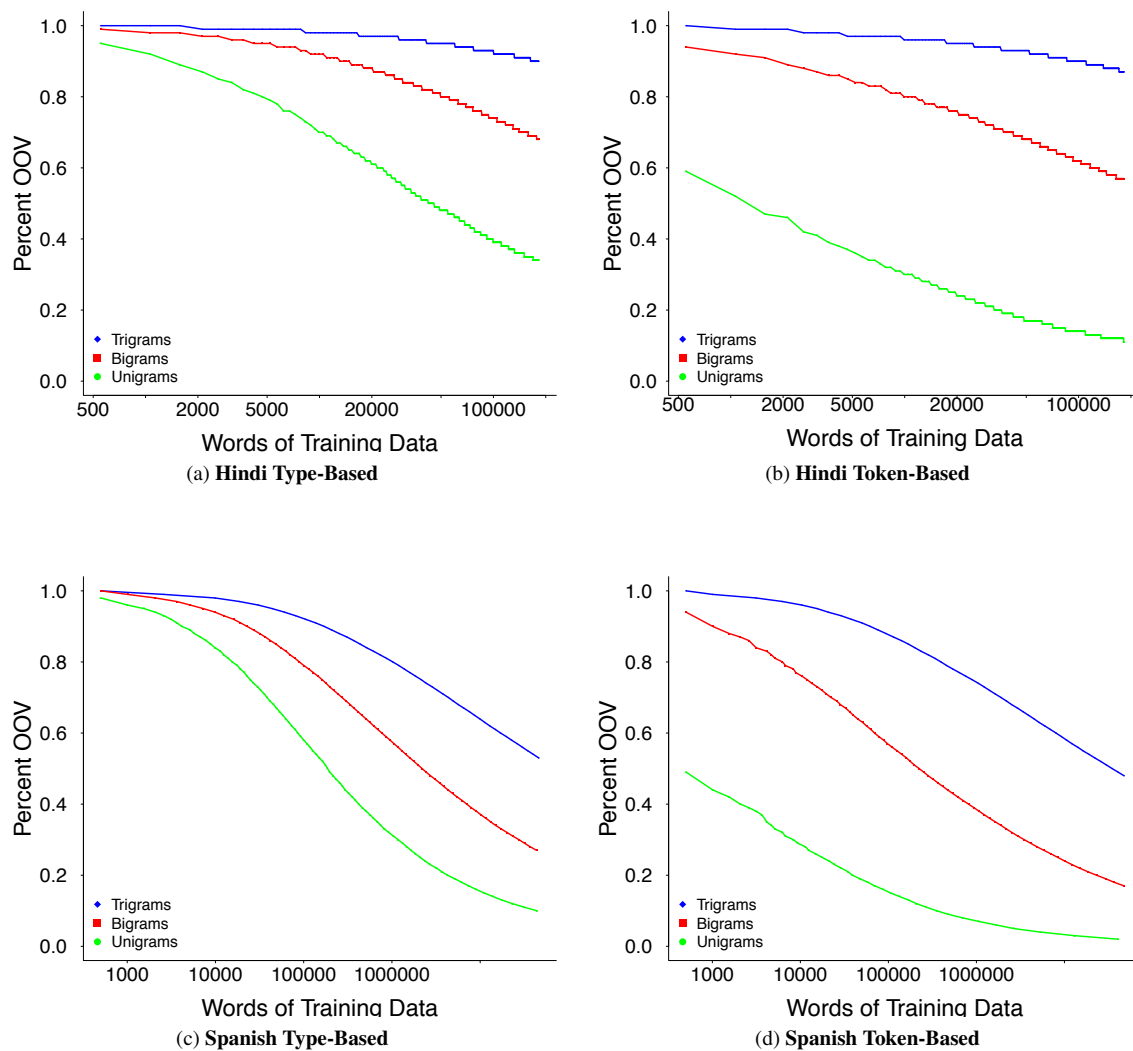 1.0
0.8
0.6
0.4
0.2
0.0
Percent OOV
Trigrams
Bigrams
Unigrams
500 2000 5000 20000 100000
Words of Training Data
(a) Hindi Type-Based
1.0
0.8
0.6
0.4
0.2
0.0
Percent OOV
Trigrams
Bigrams
Unigrams
500 2000 5000 20000 100000
Words of Training Data
(b) Hindi Token-Based
1.0
0.8
0.6
0.4
0.2
0.0
Percent OOV
Trigrams
Bigrams
Unigrams
1000 10000 100000 1000000
Words of Training Data
(c) Spanish Type-Based
1.0
0.8
0.6
0.4
0.2
0.0
Percent OOV
Trigrams
Bigrams
Unigrams
1000 10000 100000 1000000
Words of Training Data
(d) Spanish Token-Based